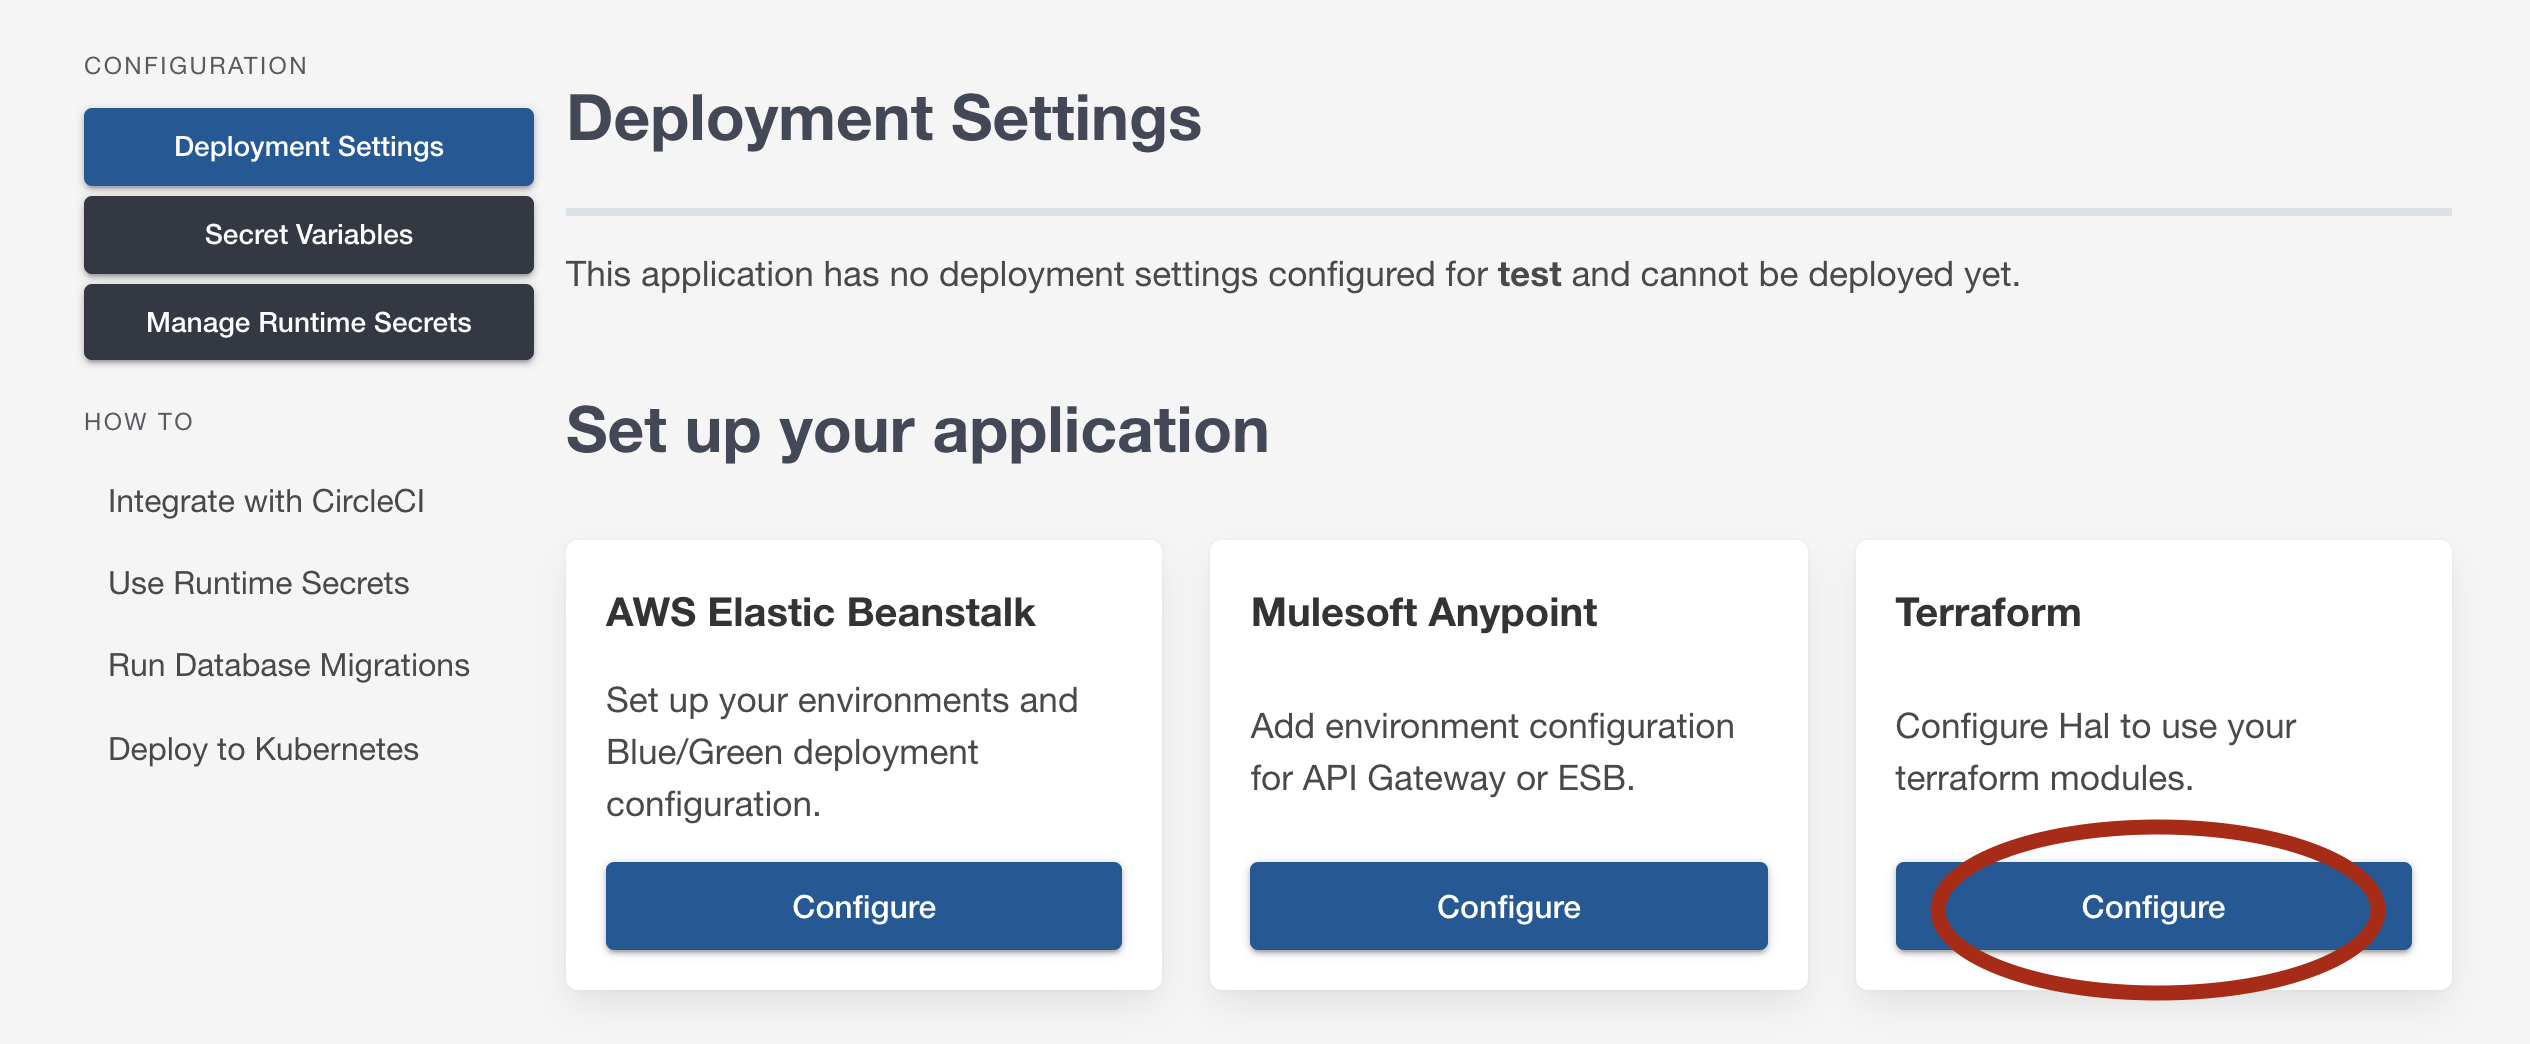 CONFIGURATION
Deployment Settings
Secret Variables
Manage Runtime Secrets
HOW TO
Integrate with CircleCI
Use Runtime Secrets
Run Database Migrations
Deploy to Kubernetes
Deployment Settings
This application has no deployment settings configured for test and cannot be deployed yet.
Set up your application
AWS Elastic Beanstalk
Set up your environments and
Blue/Green deployment
configuration.
Configure
Mulesoft Anypoint
Add environment configuration
for API Gateway or ESB.
Configure
Terraform
Configure Hal to use your
terraform modules.
Configure